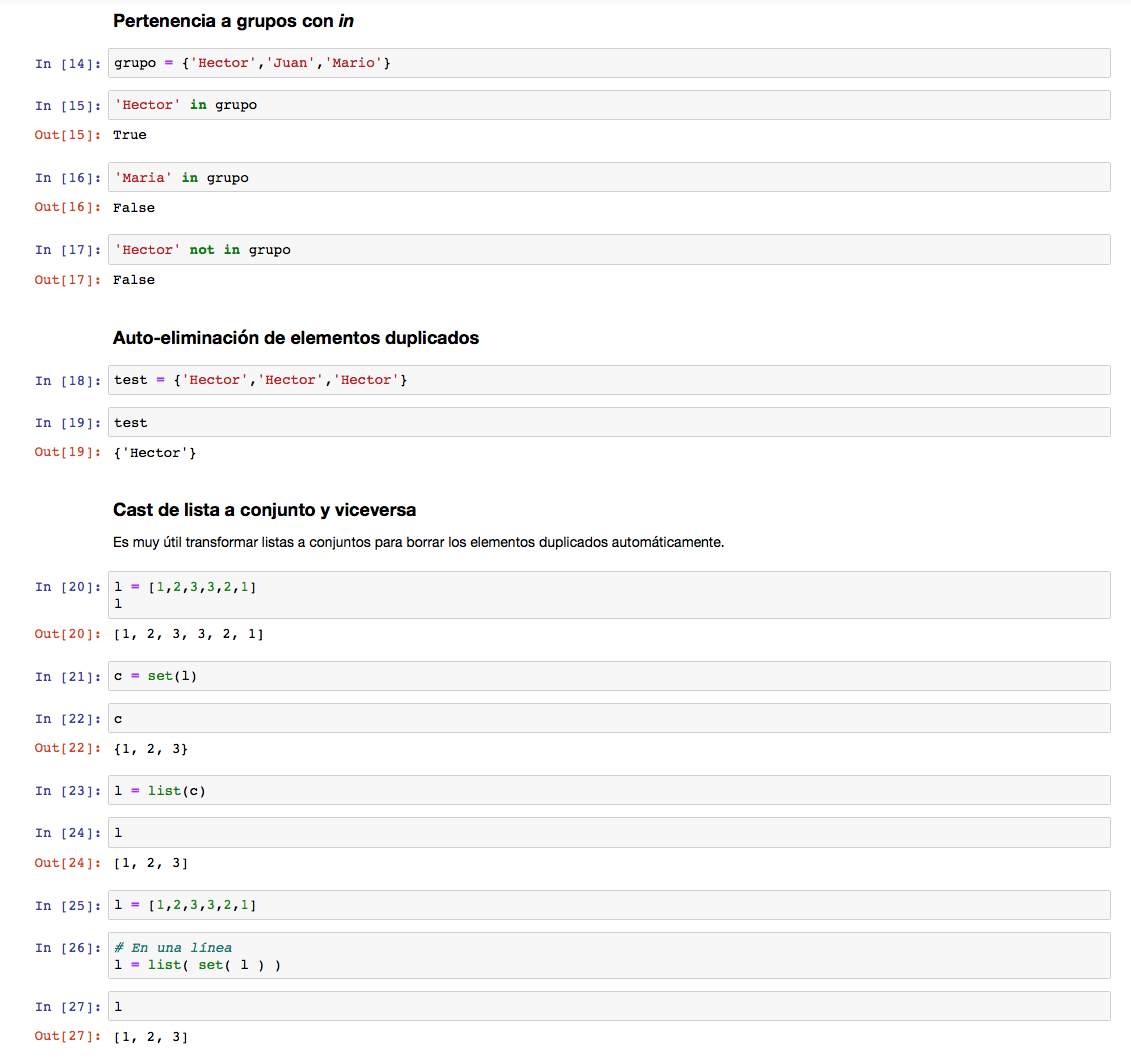 Pertenencia a grupos con in
In [14]: grupo = {'Hector','Juan','Mario'}
In [15]: 'Hector' in grupo
Out[15]: True
In [16]: 'Maria' in grupo
Out[16]: False
In [17]: 'Hector' not in grupo
Out[17]: False
Auto-eliminación de elementos duplicados
In [18]: test = {'Hector','Hector','Hector'}
In [19]: test
Out[19]: {'Hector'}
Cast de lista a conjunto y viceversa
Es muy útil transformar listas a conjuntos para borrar los elementos duplicados automáticamente.
In [20]: l = [1,2,3,3,2,1]
l
Out[20]: [1, 2, 3, 3, 2, 1]
In [21]: c = set(l)
In [22]: c
Out[22]: {1, 2, 3}
In [23]: l = list(c)
In [24]: l
Out[24]: [1, 2, 3]
In [25]: l = [1,2,3,3,2,1]
In [26]: # En una línea
l = list( set( l ) )
In [27]: l
Out[27]: [1, 2, 3]